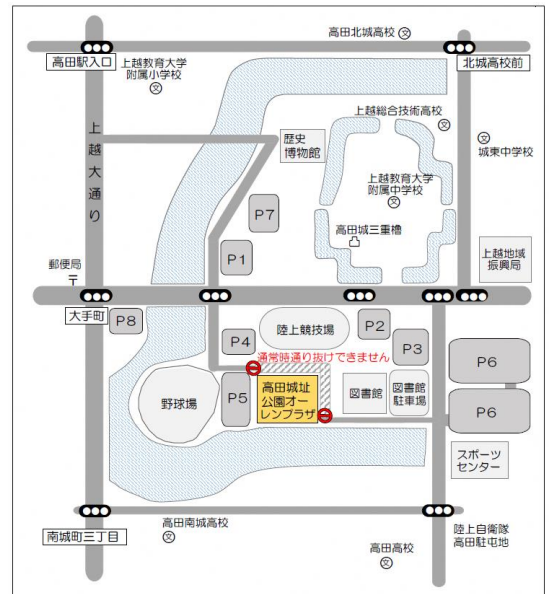 高田北城高校
高田駅入口
上越教育大学
附属小学校
北城高校前
上越大通り
歴史
博物館
上越総合技術高校
城東中学校
上越教育大学
附属中学校
P7
高田城三重櫓
P1
上越地域
振興局
郵便局
大手町
P8
P4
陸上競技場
P2
P3
通常時通り抜けできません
P6
野球場
P5
高田城址
公園オー
レンプラザ
図書館
図書館
駐車場
P6
スポーツ
センター
南城町三丁目
高田南城高校
陸上自衛隊
高田駐屯地
高田高校